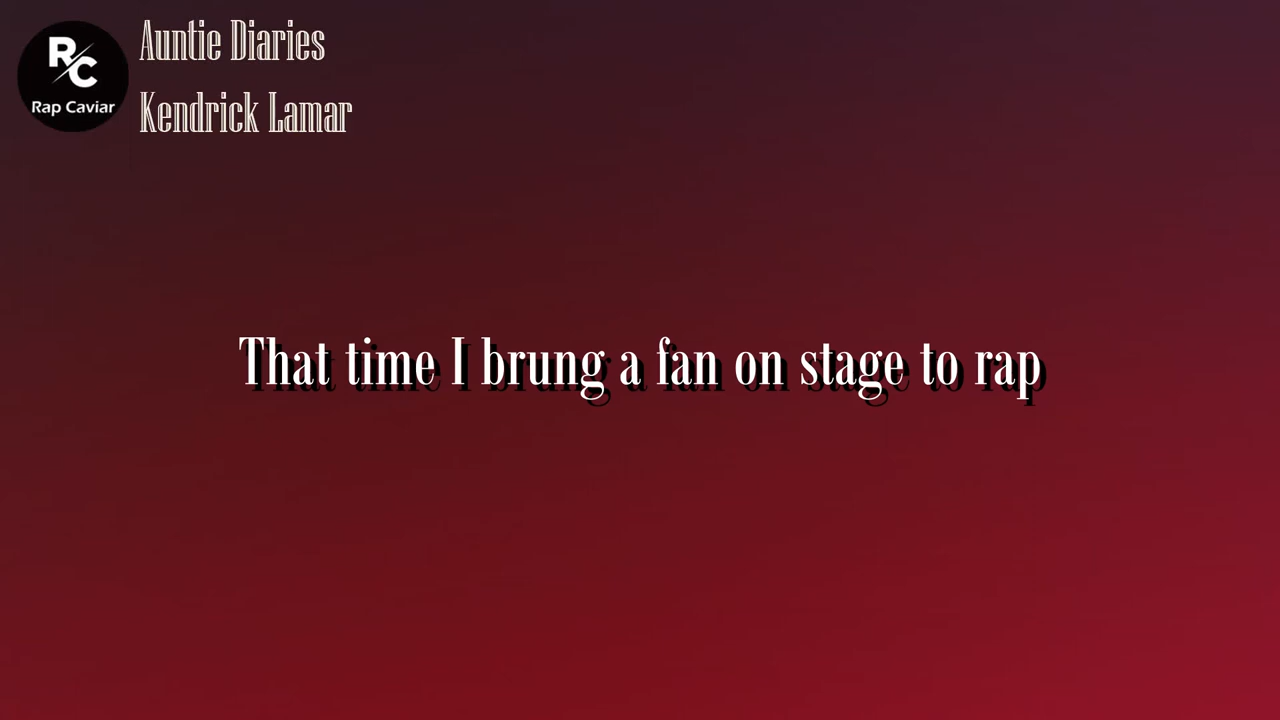 Auntie Diaries
Kendrick Lamar
R/C
Rap Caviar
That time I brung a fan on stage to rap